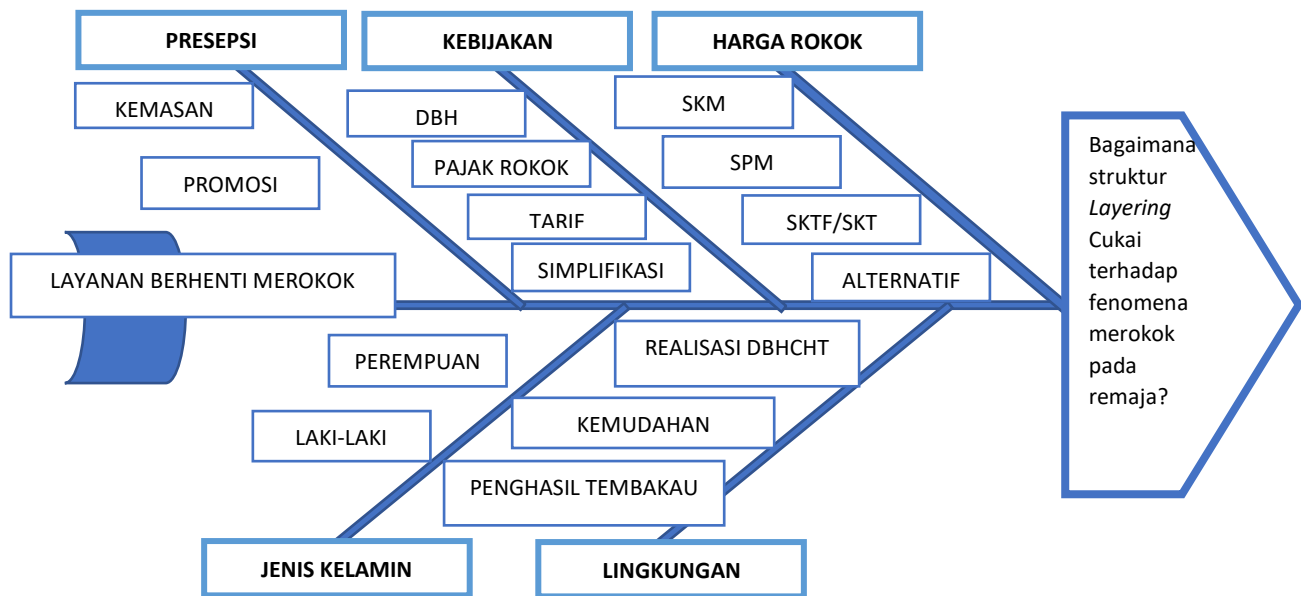 PRESEPSI
KEBIJAKAN
HARGA ROKOK
KEMASAN
PROMOSI
DBH
PAJAK ROKOK
TARIF
SIMPLIFIKASI
SKM
SPM
SKTF/SKT
ALTERNATIF
LAYANAN BERHENTI MEROKOK
PEREMPUAN
LAKI-LAKI
REALISASI DBHCHT
KEMUDAHAN
PENGHASIL TEMBAKAU
JENIS KELAMIN
LINGKUNGAN
Bagaimana
struktur
Layering
Cukai
terhadap
fenomena
merokok
pada
remaja?